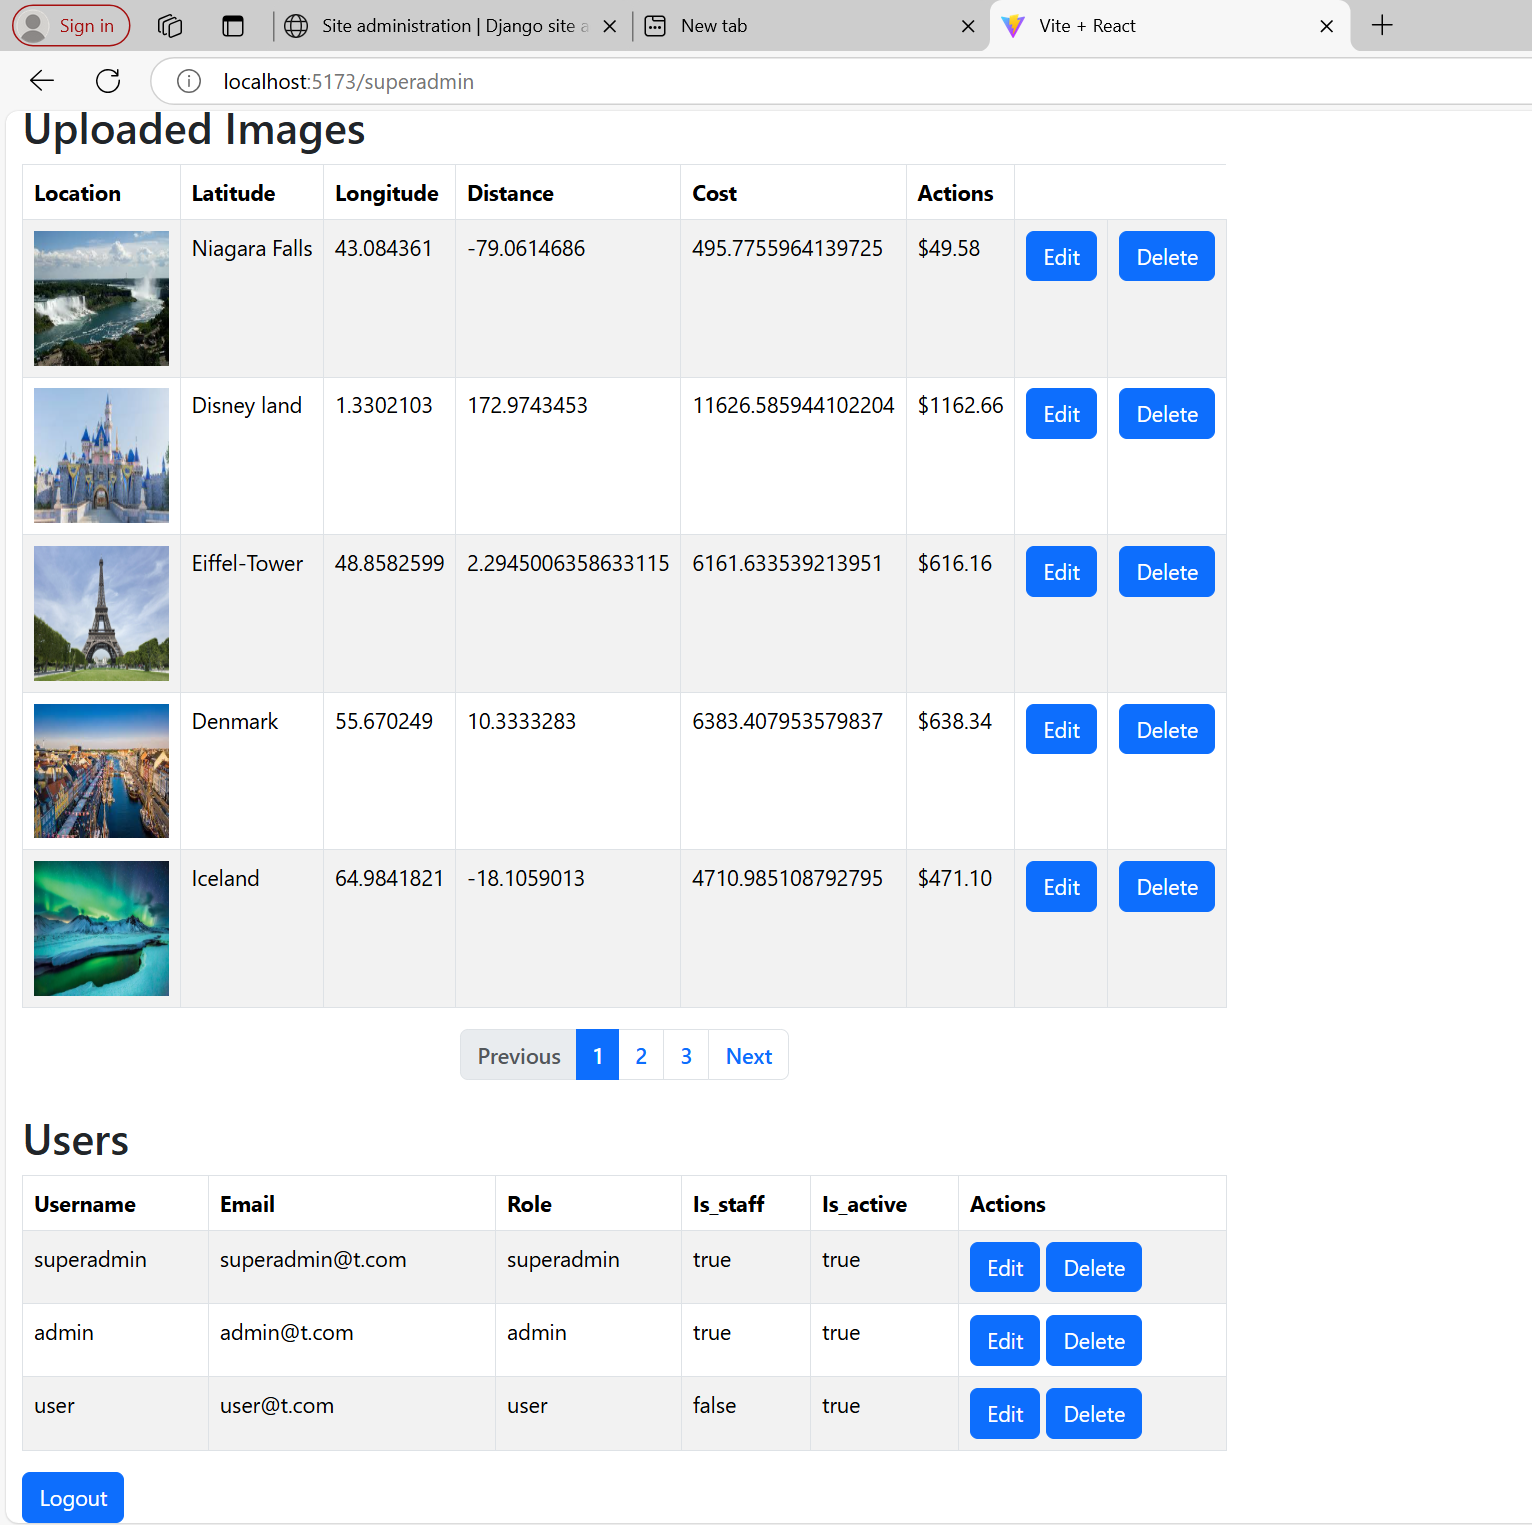 Sign in
Site administration | Django site a
New tab
Vite + React
localhost:5173/superadmin
Uploaded Images
Location Latitude Longitude Distance Cost Actions
Niagara Falls 43.084361 -79.0614686 495.7755964139725 $49.58 Edit Delete
Disney land 1.3302103 172.9743453 11626.585944102204 $1162.66 Edit Delete
Eiffel-Tower 48.8582599 2.2945006358633115 6161.633539213951 $616.16 Edit Delete
Denmark 55.670249 10.3333283 6383.407953579837 $638.34 Edit Delete
Iceland 64.9841821 -18.1059013 4710.985108792795 $471.10 Edit Delete
Previous 1 2 3 Next
Users
Username Email Role Is_staff Is_active Actions
superadmin superadmin@t.com superadmin true true Edit Delete
admin admin@t.com admin true true Edit Delete
user user@t.com user false true Edit Delete
Logout